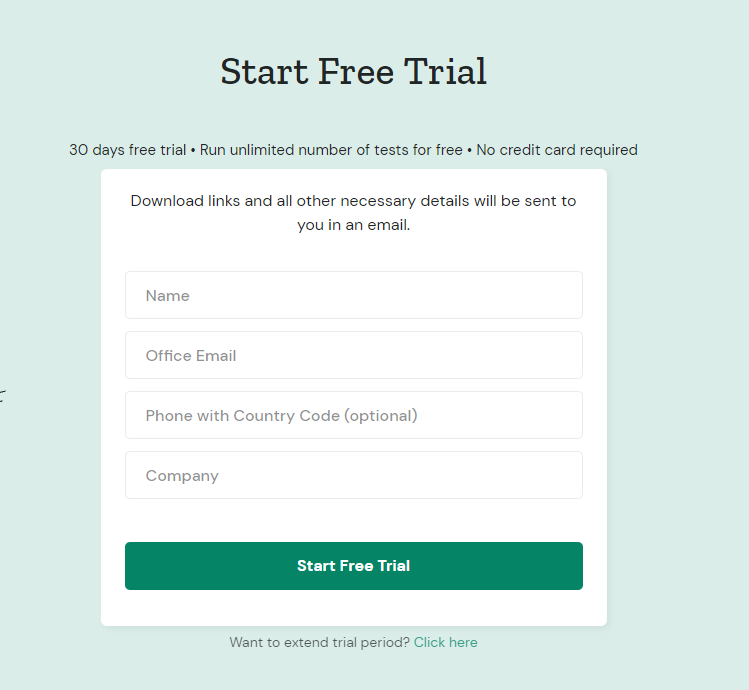 Start Free Trial
30 days free trial • Run unlimited number of tests for free • No credit card required
Download links and all other necessary details will be sent to
you in an email.
Name
Office Email
Phone with Country Code (optional)
Company
Start Free Trial
Want to extend trial period? Click here